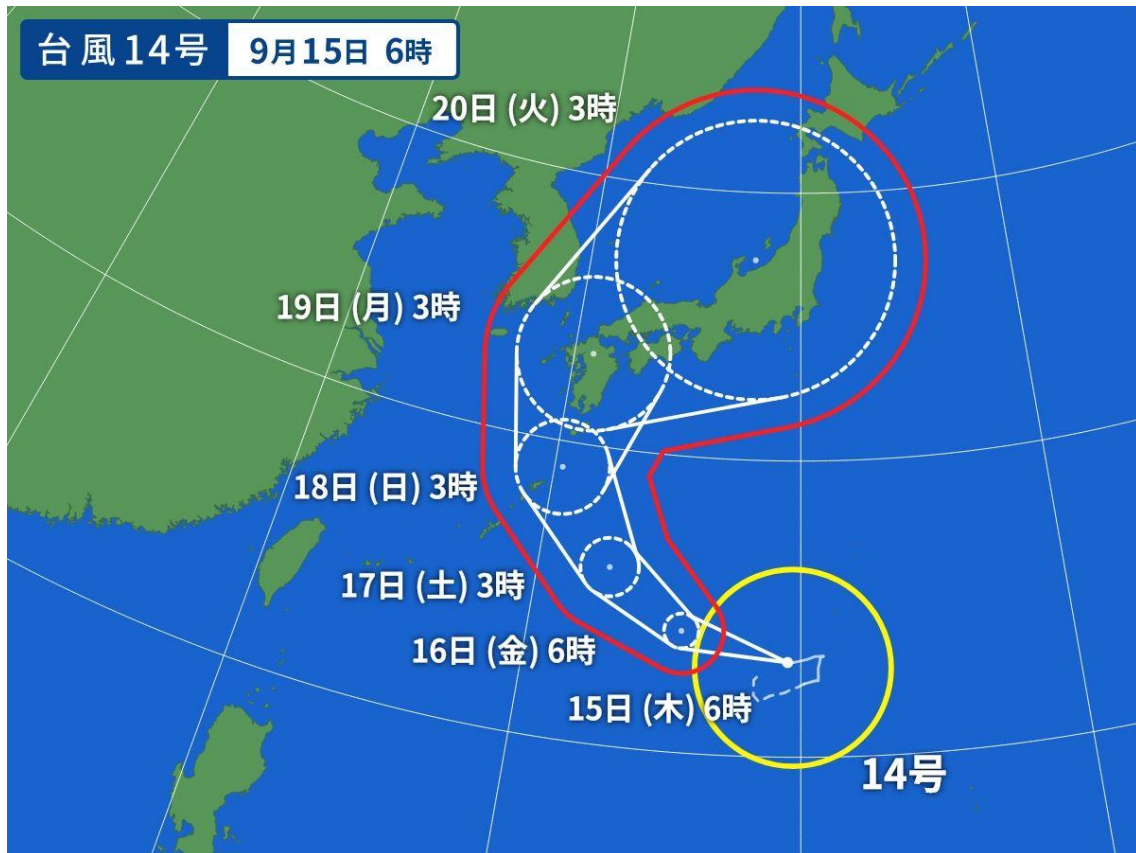 台風14号 9月15日 6時
20日 (火) 3時
19日 (月) 3時
18日 (日) 3時
17日 (土) 3時
16日 (金) 6時
15日 (木) 6時
14号